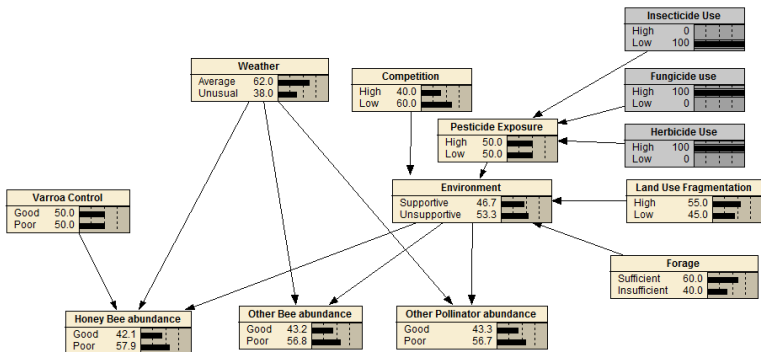 Insecticide Use
High 0
Low 100
Weather
Average 62.0
Unusual 38.0
Competition
High 40.0
Low 60.0
Fungicide use
High 100
Low 0
Pesticide Exposure
High 50.0
Low 50.0
Herbicide Use
High 100
Low 0
Varroa Control
Good 50.0
Poor 50.0
Environment
Supportive 46.7
Unsupportive 53.3
Land Use Fragmentation
High 55.0
Low 45.0
Forage
Sufficient 60.0
Insufficient 40.0
Honey Bee abundance
Good 42.1
Poor 57.9
Other Bee abundance
Good 43.2
Poor 56.8
Other Pollinator abundance
Good 43.3
Poor 56.7